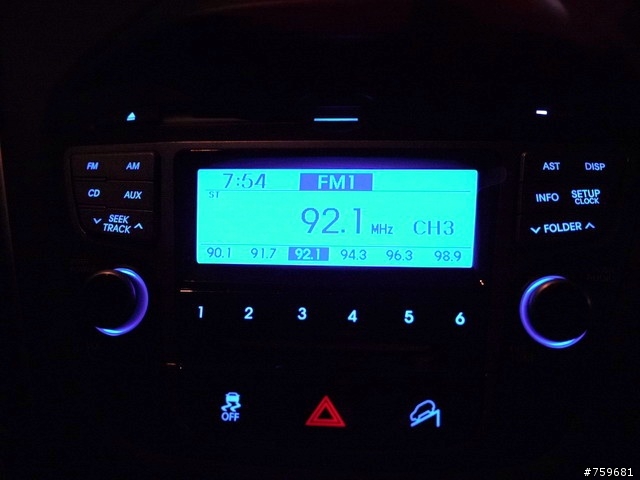 FM AM
CD AUX
SEEK
TRACK
7:54 FM1
ST
92.1 MHz CH3
90.1 91.7 92.1 94.3 96.3 98.9
AST DISP
INFO SETUP
CLOCK
FOLDER
1 2 3 4 5 6
OFF
#759681